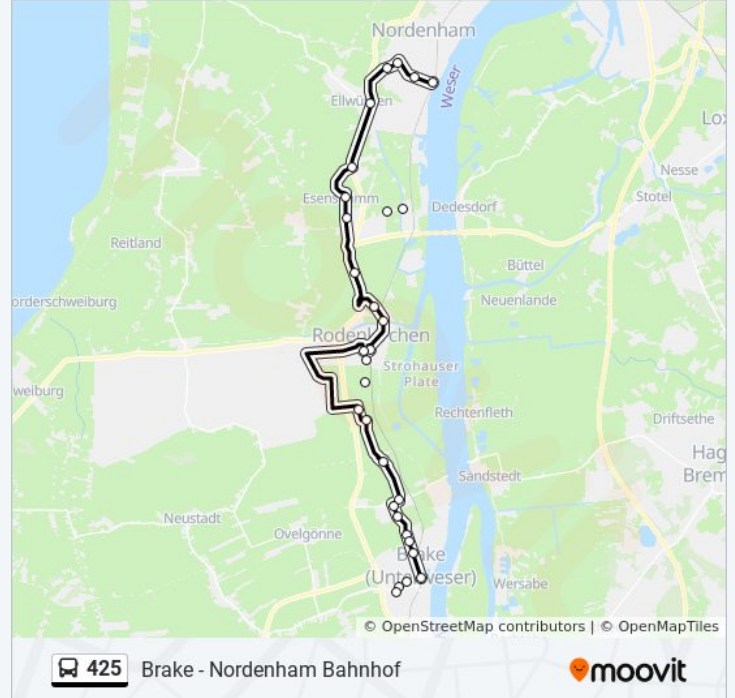 Nordenham
Weser
Ellwürden
Lox
Nesse
Esenshamm
Stotel
Dedesdorf
Reitland
Büttel
orderschweiburg
Neuenlande
Rodenkirchen
Strohauser
Plate
weiburg
Rechtenfleth
Driftsethe
Hag
Brem
Sandstedt
Neustadt
Ovelgönne
Brake
(Unterweser)
Wersabe
© OpenStreetMap contributors | © OpenMapTiles
425 Brake - Nordenham Bahnhof
moovit